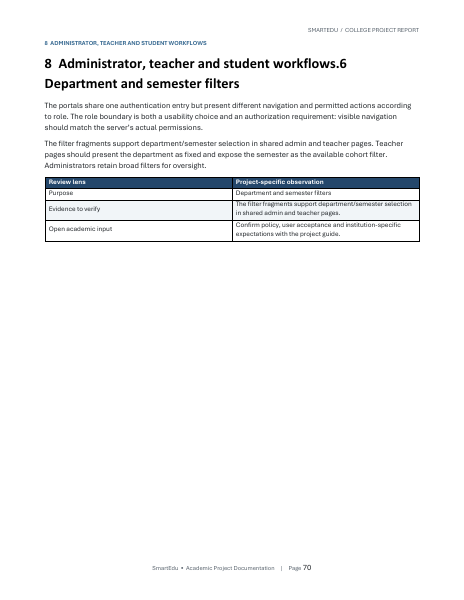 SMARTEDU / COLLEGE PROJECT REPORT
8 ADMINISTRATOR, TEACHER AND STUDENT WORKFLOWS
8 Administrator, teacher and student workflows.6
Department and semester filters
The portals share one authentication entry but present different navigation and permitted actions according
to role. The role boundary is both a usability choice and an authorization requirement: visible navigation
should match the server's actual permissions.
The filter fragments support department/semester selection in shared admin and teacher pages. Teacher
pages should present the department as fixed and expose the semester as the available cohort filter.
Administrators retain broad filters for oversight.
Review lens Project-specific observation
Purpose Department and semester filters
Evidence to verify The filter fragments support department/semester selection
in shared admin and teacher pages.
Open academic input Confirm policy, user acceptance and institution-specific
expectations with the project guide.
SmartEdu • Academic Project Documentation | Page 70